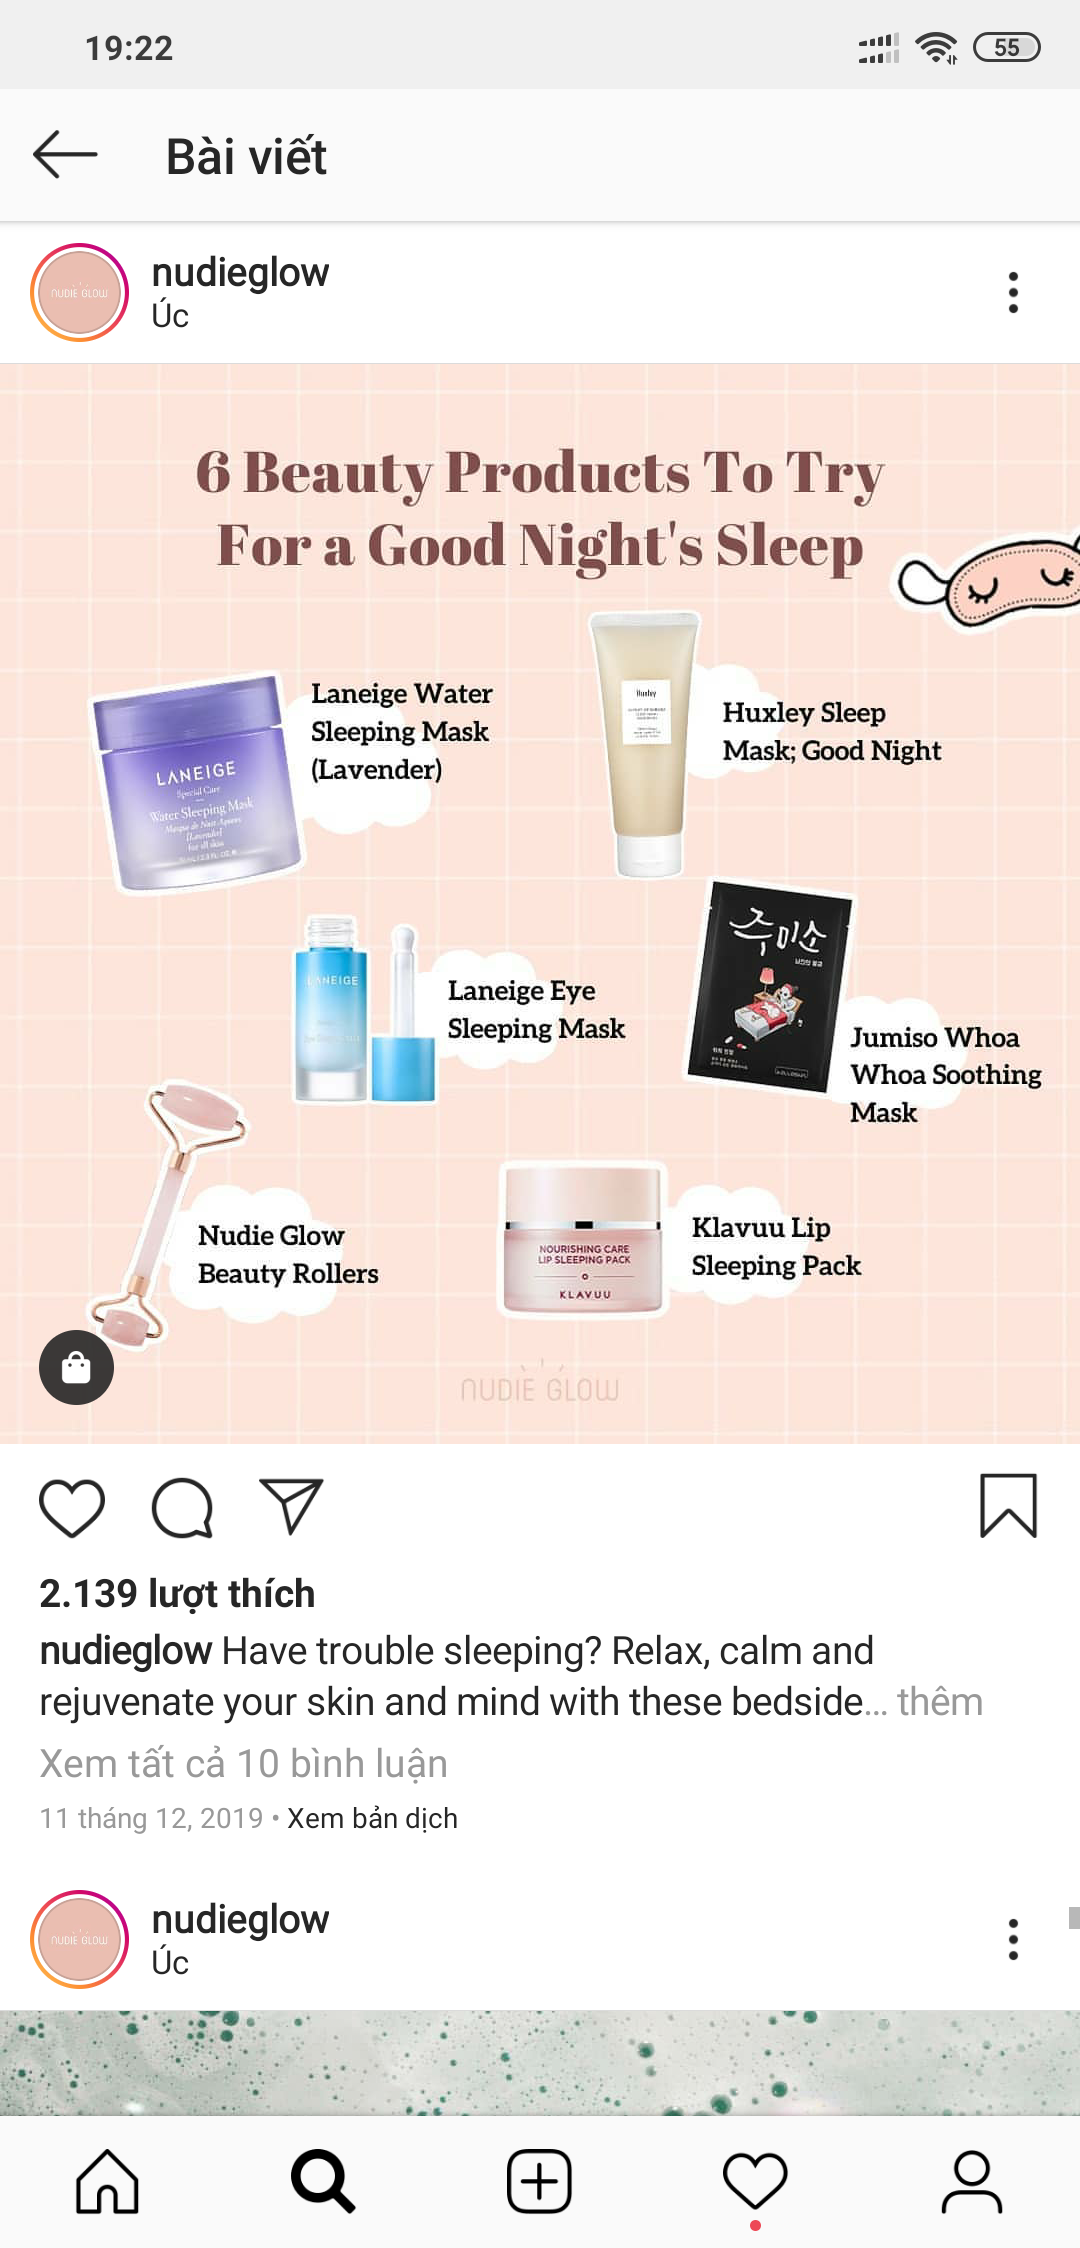 19:22
55
Bài viết
NUDIE GLOW
nudieglow
Úc
6 Beauty Products To Try
For a Good Night's Sleep
LANEIGE
Special Care
Water Sleeping Mask
Masque de Nuit Aqueux
[Lavender]
for all skin
Laneige Water
Sleeping Mask
(Lavender)
Huxley
Huxley Sleep
Mask; Good Night
LANEIGE
Laneige Eye
Sleeping Mask
주미소
Jumiso Whoa
Whoa Soothing
Mask
Nudie Glow
Beauty Rollers
NOURISHING CARE
LIP SLEEPING PACK
KLAVUU
Klavuu Lip
Sleeping Pack
NUDIE GLOW
2.139 lượt thích
nudieglow Have trouble sleeping? Relax, calm and
rejuvenate your skin and mind with these bedside... thêm
Xem tất cả 10 bình luận
11 tháng 12, 2019 • Xem bản dịch
NUDIE GLOW
nudieglow
Úc